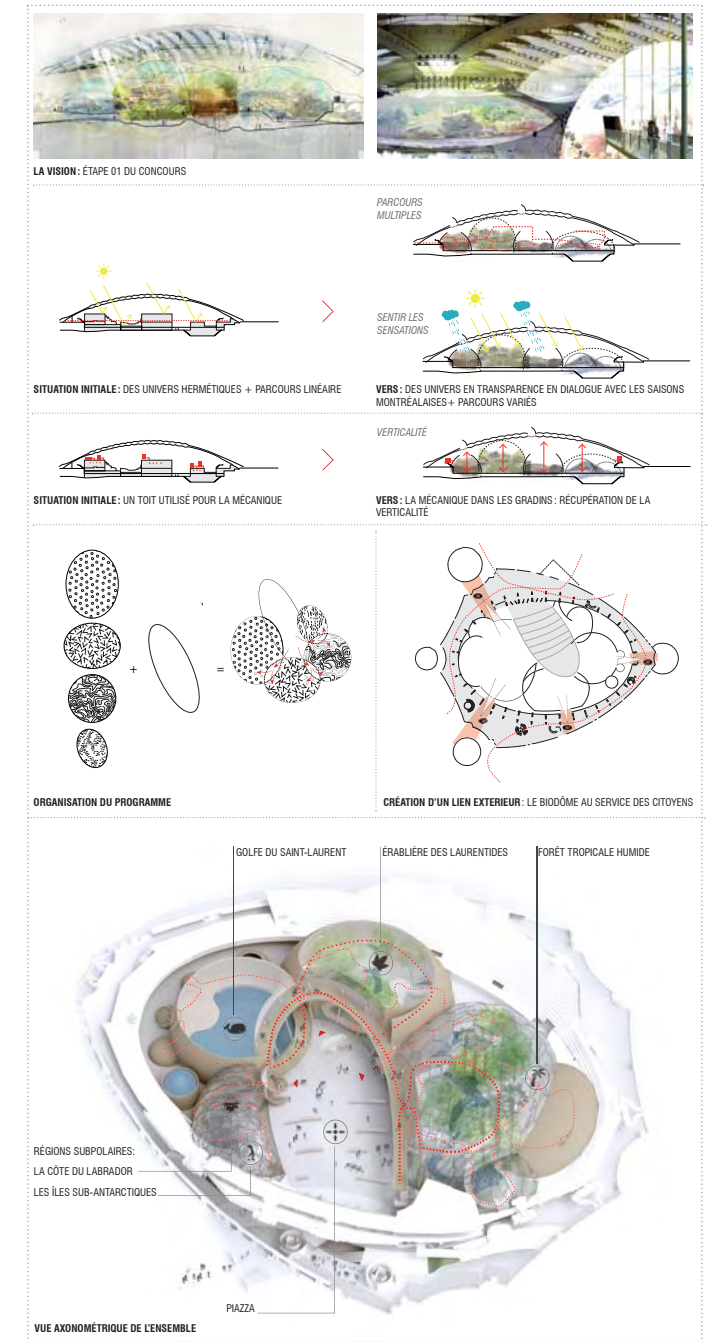 LA VISION: ÉTAPE 01 DU CONCOURS
PARCOURS
MULTIPLES
SENTIR LES
SENSATIONS
SITUATION INITIALE: DES UNIVERS HERMÉTIQUES + PARCOURS LINÉAIRE
VERS: DES UNIVERS EN TRANSPARENCE EN DIALOGUE AVEC LES SAISONS
MONTRÉALAISES+ PARCOURS VARIÉS
VERTICALITÉ
SITUATION INITIALE: UN TOIT UTILISÉ POUR LA MÉCANIQUE
VERS: LA MÉCANIQUE DANS LES GRADINS: RÉCUPÉRATION DE LA
VERTICALITÉ
+
=
ORGANISATION DU PROGRAMME
CRÉATION D'UN LIEN EXTERIEUR: LE BIODÔME AU SERVICE DES CITOYENS
GOLFE DU SAINT-LAURENT
ÉRABLIÈRE DES LAURENTIDES
FORÊT TROPICALE HUMIDE
RÉGIONS SUBPOLAIRES:
LA CÔTE DU LABRADOR
LES ÎLES SUB-ANTARCTIQUES
PIAZZA
VUE AXONOMÉTRIQUE DE L'ENSEMBLE